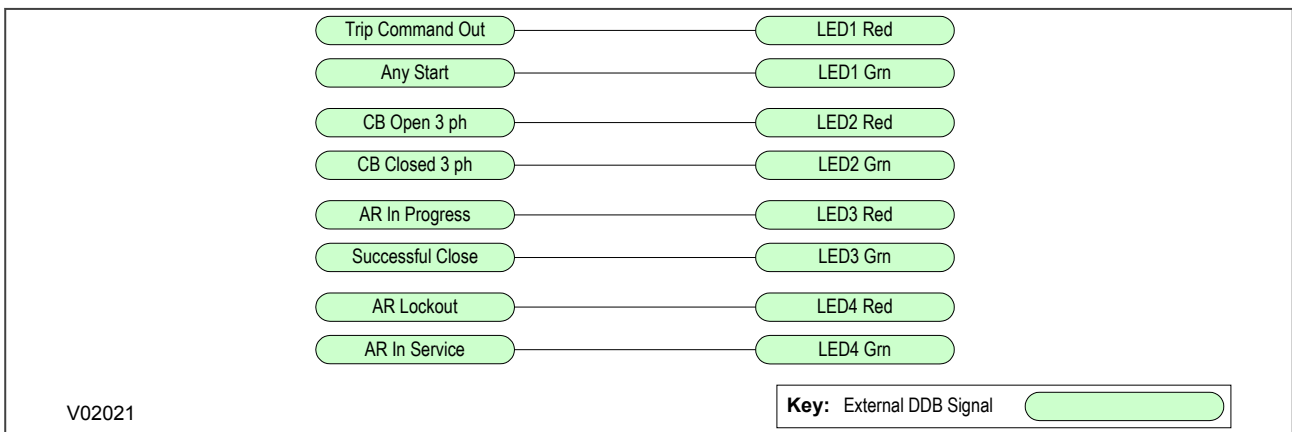 Trip Command Out LED1 Red
Any Start LED1 Grn
CB Open 3 ph LED2 Red
CB Closed 3 ph LED2 Grn
AR In Progress LED3 Red
Successful Close LED3 Grn
AR Lockout LED4 Red
AR In Service LED4 Grn
V02021 Key: External DDB Signal